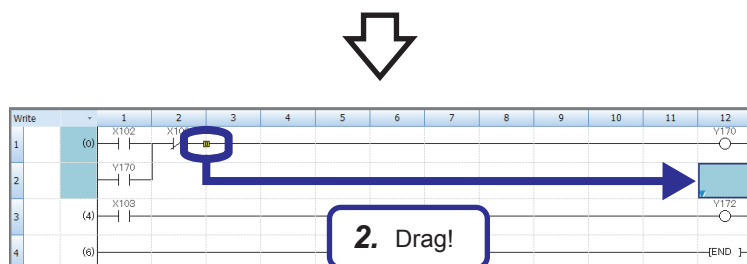 Write 1 2 3 4 5 6 7 8 9 10 11 12
X102 Y170
1 (0)
Y170
2
X103 Y172
3 (4)
2. Drag!
4 (6) [END ]